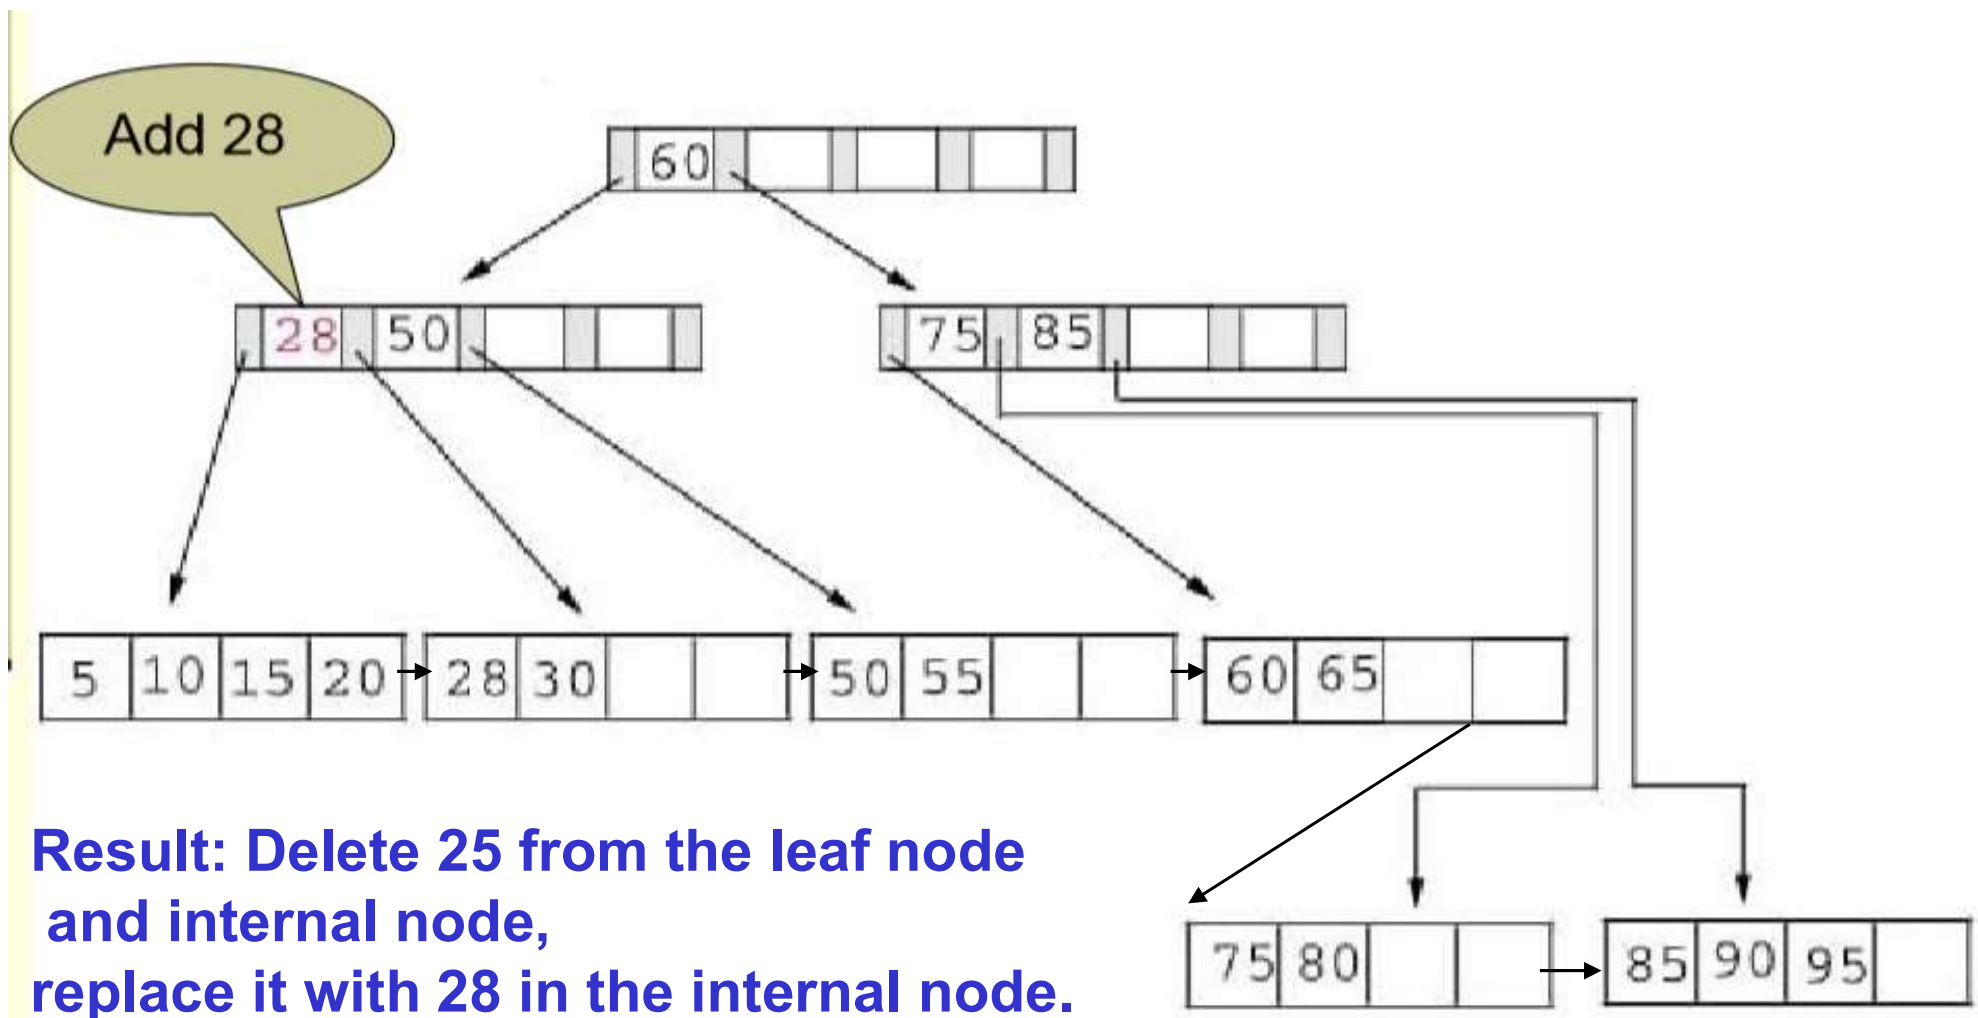 Add 28
60
28 50
75 85
5 10 15 20
28 30
50 55
60 65
Result: Delete 25 from the leaf node
and internal node,
replace it with 28 in the internal node.
75 80
85 90 95